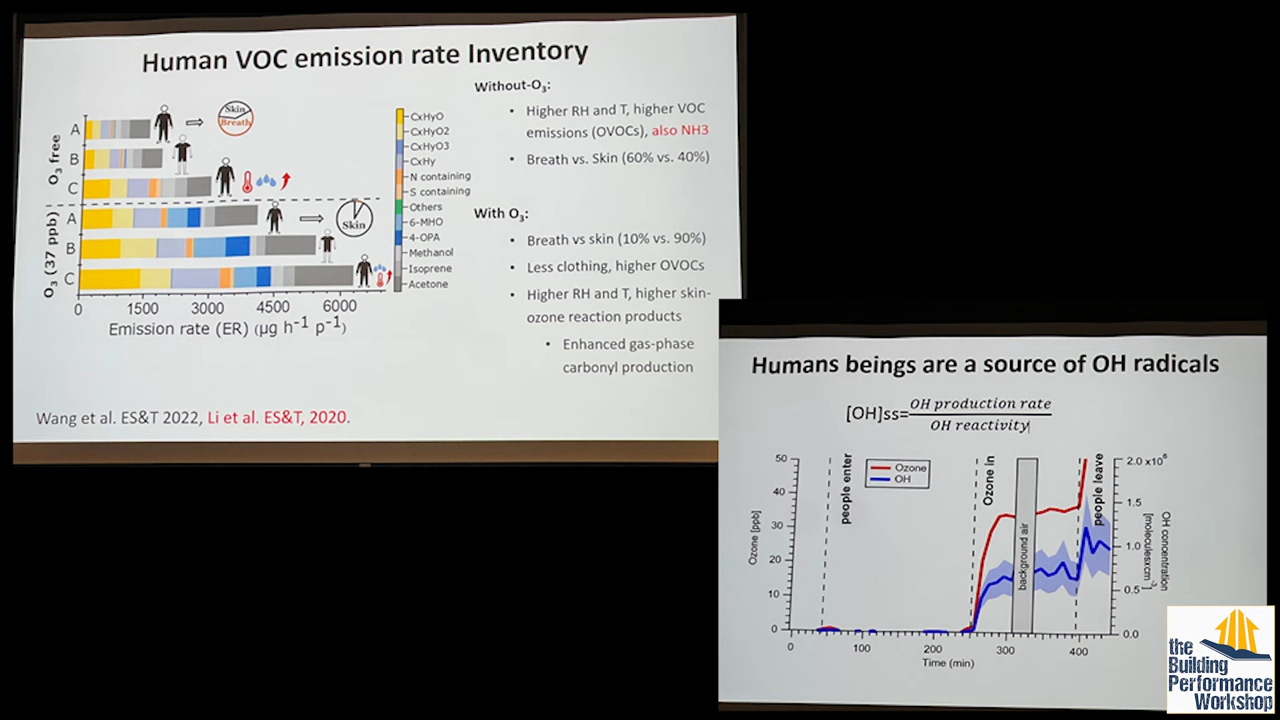 Human VOC emission rate Inventory
Skin
Breath
O₃ free
A
B
C
O₃ (37 ppb)
A
B
C
Skin
0 1500 3000 4500 6000
Emission rate (ER) (µg h⁻¹ p⁻¹)
CxHyO
CxHyO2
CxHyO3
CxHy
N containing
S containing
Others
6-MHO
4-OPA
Methanol
Isoprene
Acetone
Without-O₃:
• Higher RH and T, higher VOC
emissions (OVOCs), also NH3
• Breath vs. Skin (60% vs. 40%)
With O₃:
• Breath vs skin (10% vs. 90%)
• Less clothing, higher OVOCs
• Higher RH and T, higher skin-
ozone reaction products
• Enhanced gas-phase
carbonyl production
Wang et al. ES&T 2022, Li et al. ES&T, 2020.
Humans beings are a source of OH radicals
[OH]ss=
OH production rate
OH reactivity
Ozone [ppb]
50
40
30
20
10
0
people enter
Ozone
OH
Ozone in
background air
people leave
2.0 x10⁶
1.5
1.0
0.5
0.0
OH concentration
[moleculesxcm⁻³]
0 100 200 300 400
Time (min)
the
Building
Performance
Workshop